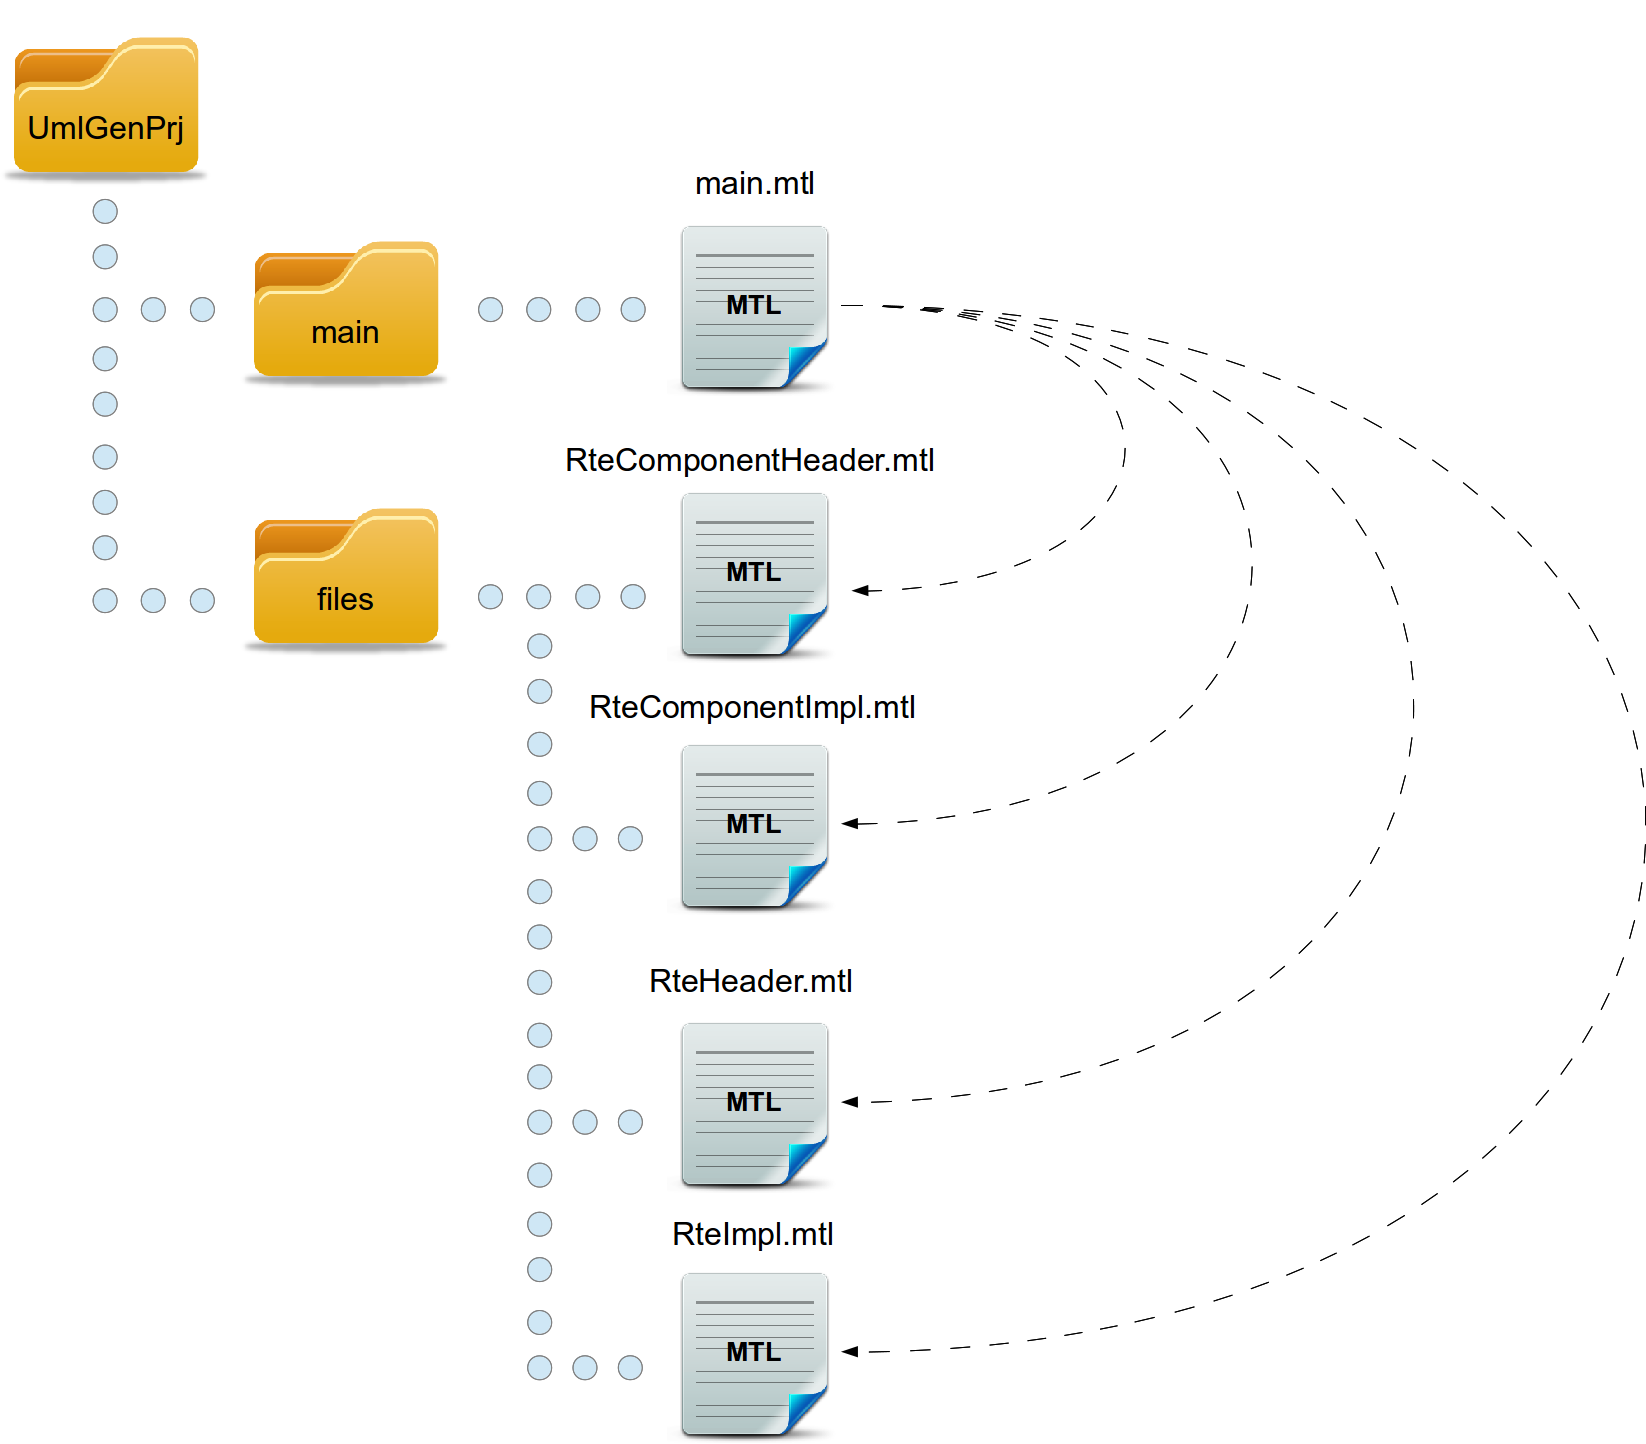 UmlGenPrj
main.mtl
MTL
main
RteComponentHeader.mtl
MTL
files
RteComponentImpl.mtl
MTL
RteHeader.mtl
MTL
RteImpl.mtl
MTL